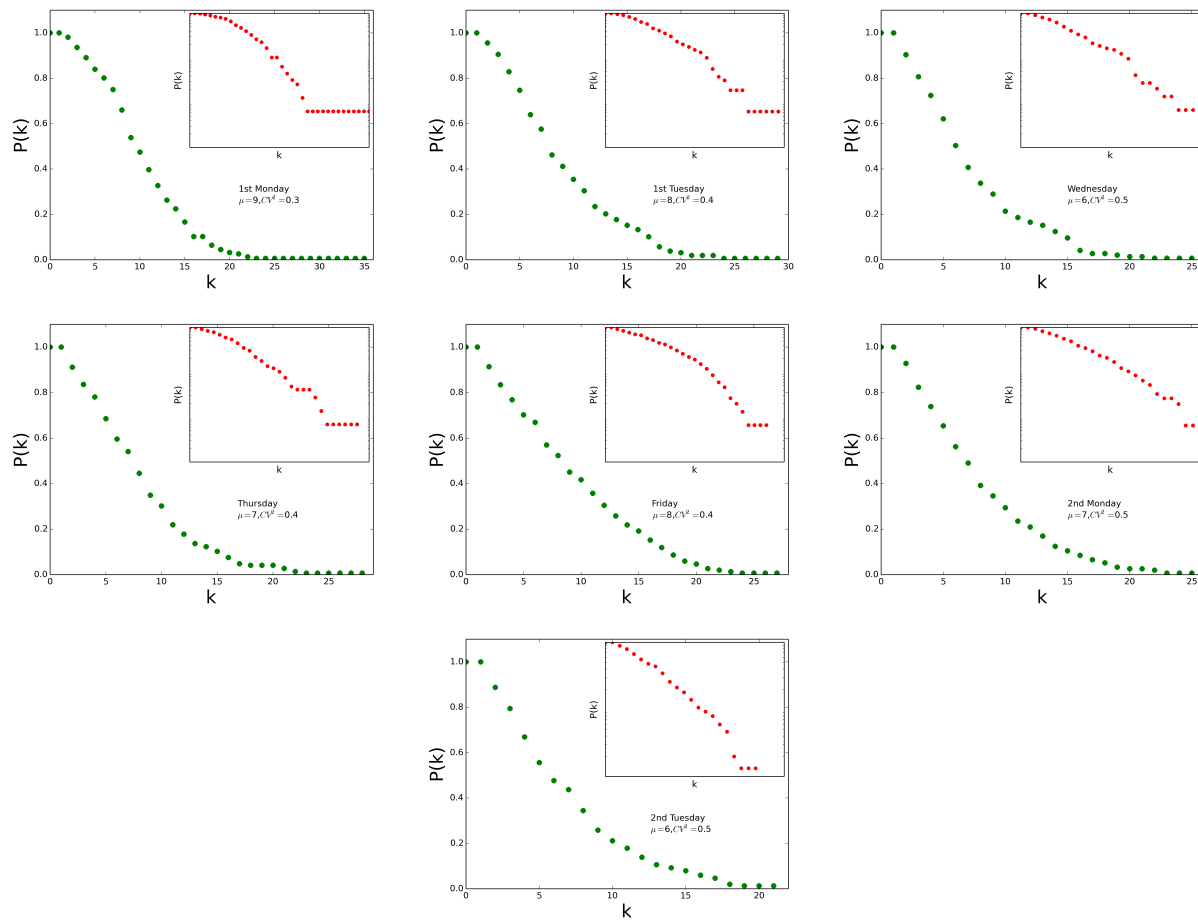 P(k)
1.0
0.8
0.6
0.4
0.2
0.0
0 5 10 15 20 25 30 35
k
P(k)
k
1st Monday
μ=9,CV²=0.3
P(k)
1.0
0.8
0.6
0.4
0.2
0.0
0 5 10 15 20 25 30
k
P(k)
k
1st Tuesday
μ=8,CV²=0.4
P(k)
1.0
0.8
0.6
0.4
0.2
0.0
0 5 10 15 20 25
k
P(k)
k
Wednesday
μ=6,CV²=0.5
P(k)
1.0
0.8
0.6
0.4
0.2
0.0
0 5 10 15 20 25
k
P(k)
k
Thursday
μ=7,CV²=0.4
P(k)
1.0
0.8
0.6
0.4
0.2
0.0
0 5 10 15 20 25
k
P(k)
k
Friday
μ=8,CV²=0.4
P(k)
1.0
0.8
0.6
0.4
0.2
0.0
0 5 10 15 20 25
k
P(k)
k
2nd Monday
μ=7,CV²=0.5
P(k)
1.0
0.8
0.6
0.4
0.2
0.0
0 5 10 15 20
k
P(k)
k
2nd Tuesday
μ=6,CV²=0.5